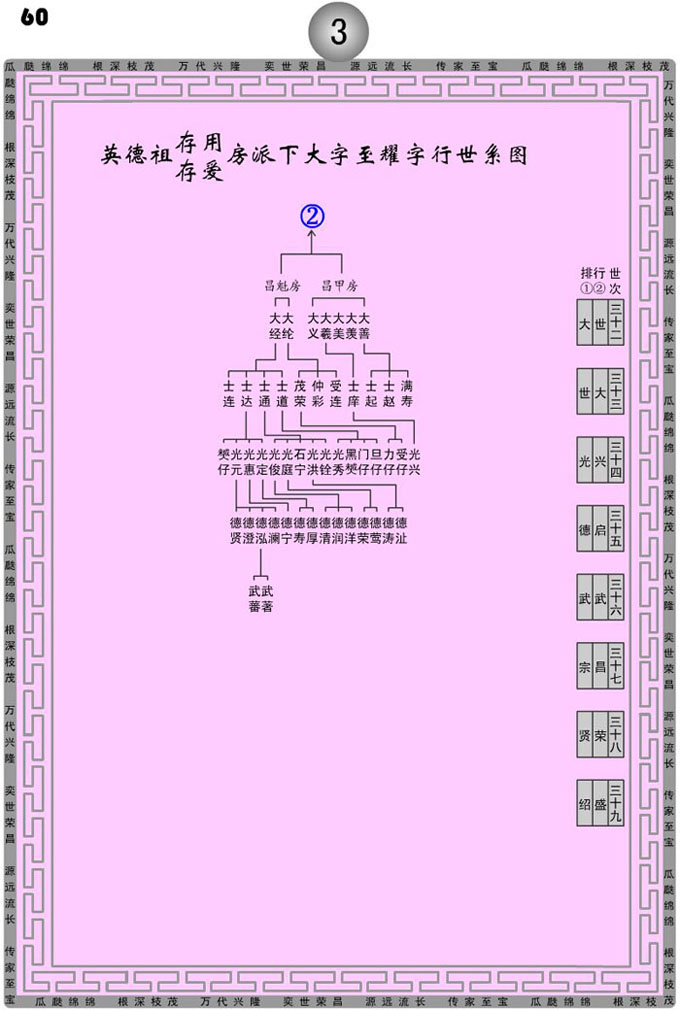 60
3
瓜瓞绵绵 根深枝茂 万代兴隆 奕世荣昌 源远流长 传家至宝 瓜瓞绵绵 根深枝茂
英德祖存用存爱房派下大字至耀字行世系图
②
昌魁房 昌甲房
大经 大纶 大义 大羲 大美 大羡 大善
士连 士达 士通 士道 茂荣 仲彩 受连 士庠 士起 士赵 满寿
僰仔 光元 光惠 光定 光俊 光庭 石宁 光洪 光铨 光秀 黑僰 门仔 旦仔 力仔 受仔 光兴
德贤 德澄 德泓 德澜 德宁 德寿 德厚 德清 德润 德洋 德荣 德莺 德涛 德沚
武蕃 武著
排行 世次
① ②
大 世 三十二
世 大 三十三
光 兴 三十四
德 启 三十五
武 武 三十六
宗 昌 三十七
贤 荣 三十八
绍 盛 三十九
瓜瓞绵绵 根深枝茂 万代兴隆 奕世荣昌 源远流长 传家至宝 瓜瓞绵绵 根深枝茂 万代兴隆 奕世荣昌 源远流长 传家至宝
万代兴隆 奕世荣昌 源远流长 传家至宝 瓜瓞绵绵 根深枝茂 万代兴隆 奕世荣昌 源远流长 传家至宝 瓜瓞绵绵 根深枝茂
瓜瓞绵绵 根深枝茂 万代兴隆 奕世荣昌 源远流长 传家至宝 瓜瓞绵绵 根深枝茂